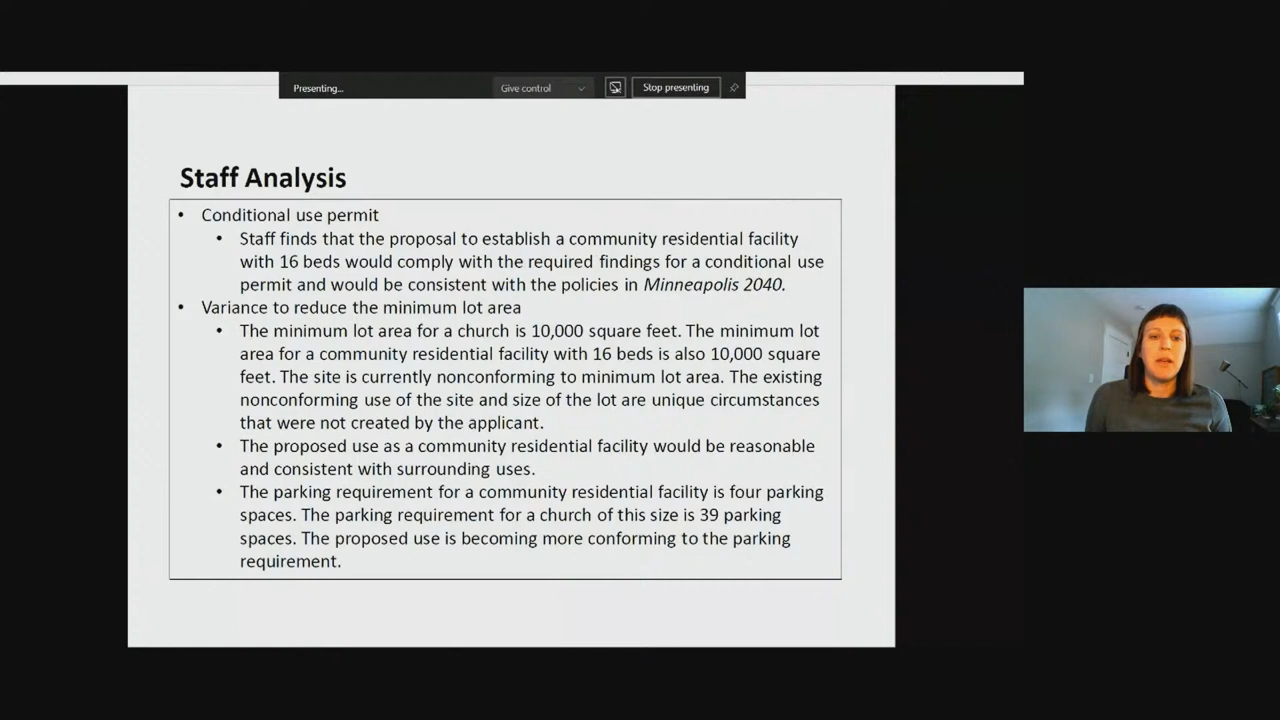 Presenting...
Give control
Stop presenting
Staff Analysis
• Conditional use permit
• Staff finds that the proposal to establish a community residential facility
with 16 beds would comply with the required findings for a conditional use
permit and would be consistent with the policies in Minneapolis 2040.
• Variance to reduce the minimum lot area
• The minimum lot area for a church is 10,000 square feet. The minimum lot
area for a community residential facility with 16 beds is also 10,000 square
feet. The site is currently nonconforming to minimum lot area. The existing
nonconforming use of the site and size of the lot are unique circumstances
that were not created by the applicant.
• The proposed use as a community residential facility would be reasonable
and consistent with surrounding uses.
• The parking requirement for a community residential facility is four parking
spaces. The parking requirement for a church of this size is 39 parking
spaces. The proposed use is becoming more conforming to the parking
requirement.